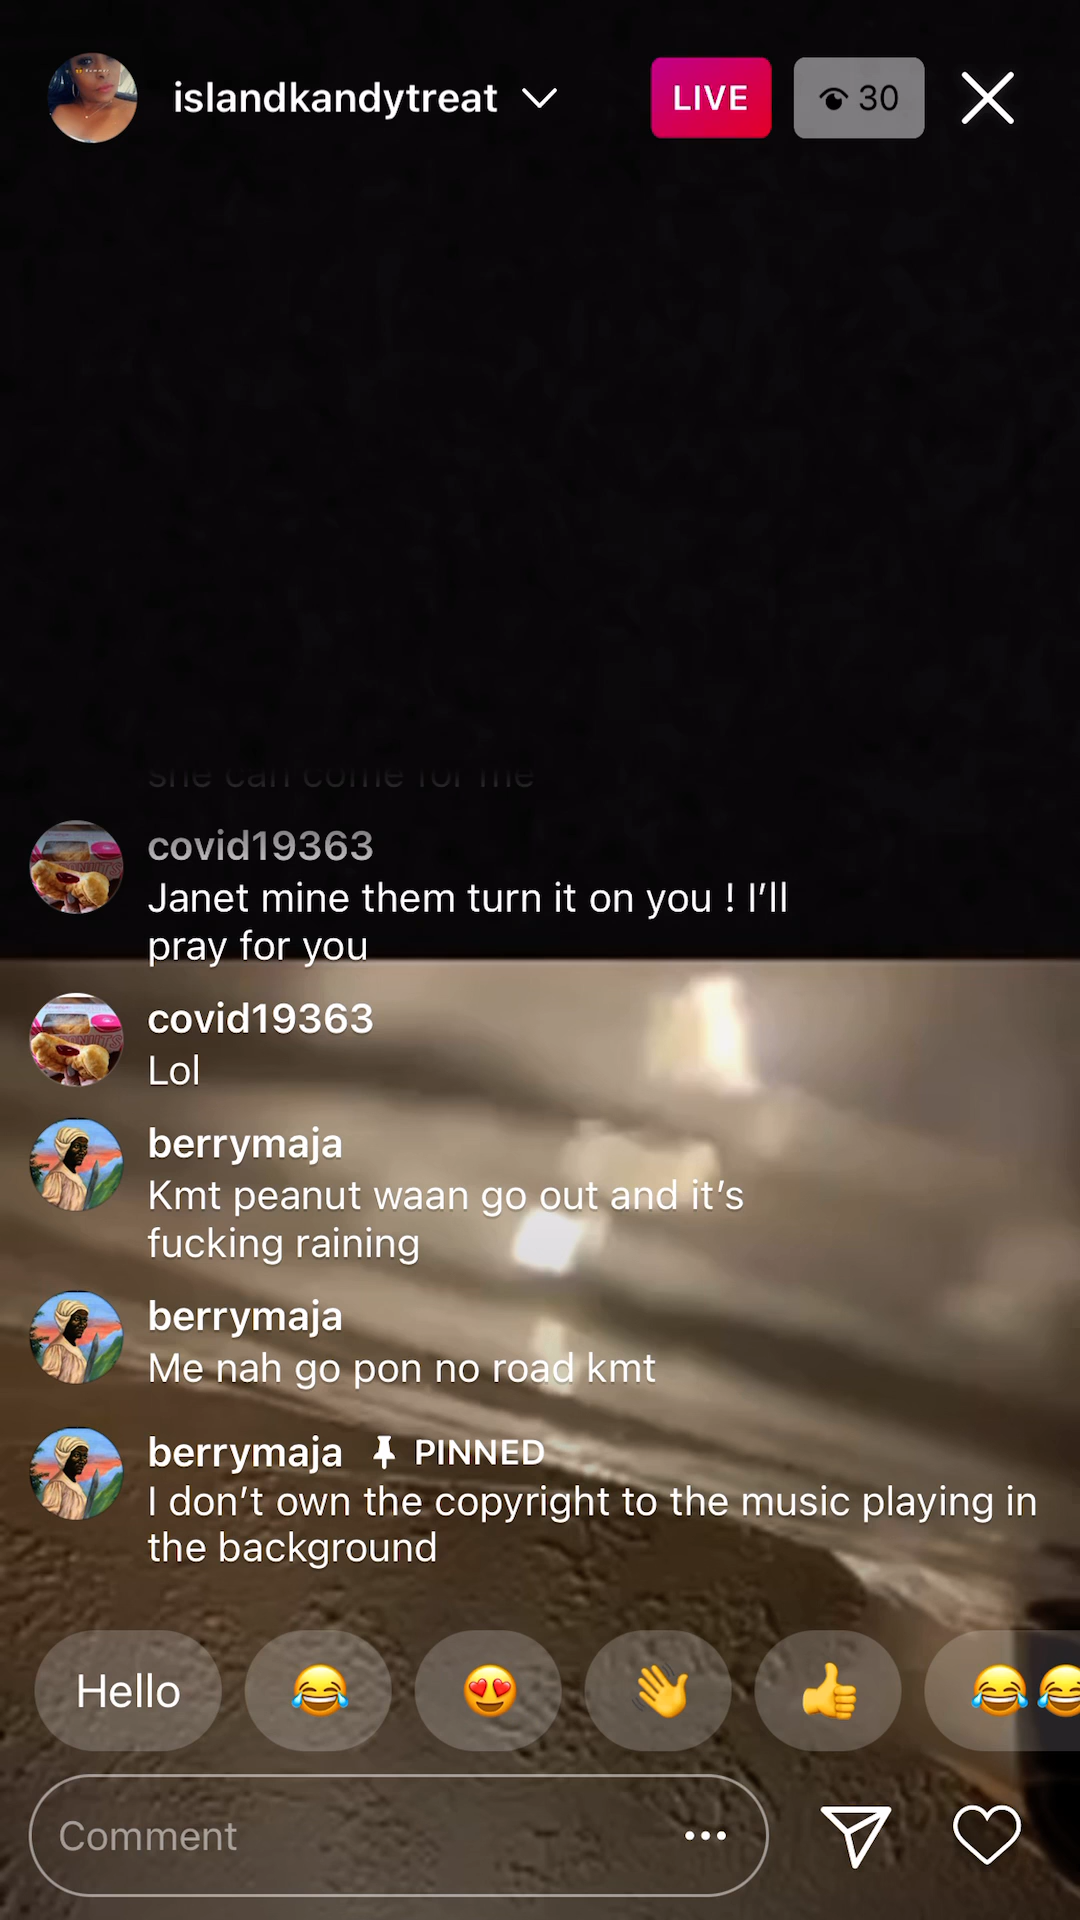 islandkandytreat
LIVE
30
she can come for me
covid19363
Janet mine them turn it on you ! I’ll
pray for you
covid19363
Lol
berrymaja
Kmt peanut waan go out and it’s
fucking raining
berrymaja
Me nah go pon no road kmt
berrymaja PINNED
I don’t own the copyright to the music playing in
the background
Hello 😂 😍 👋 👍 😂😂
Comment